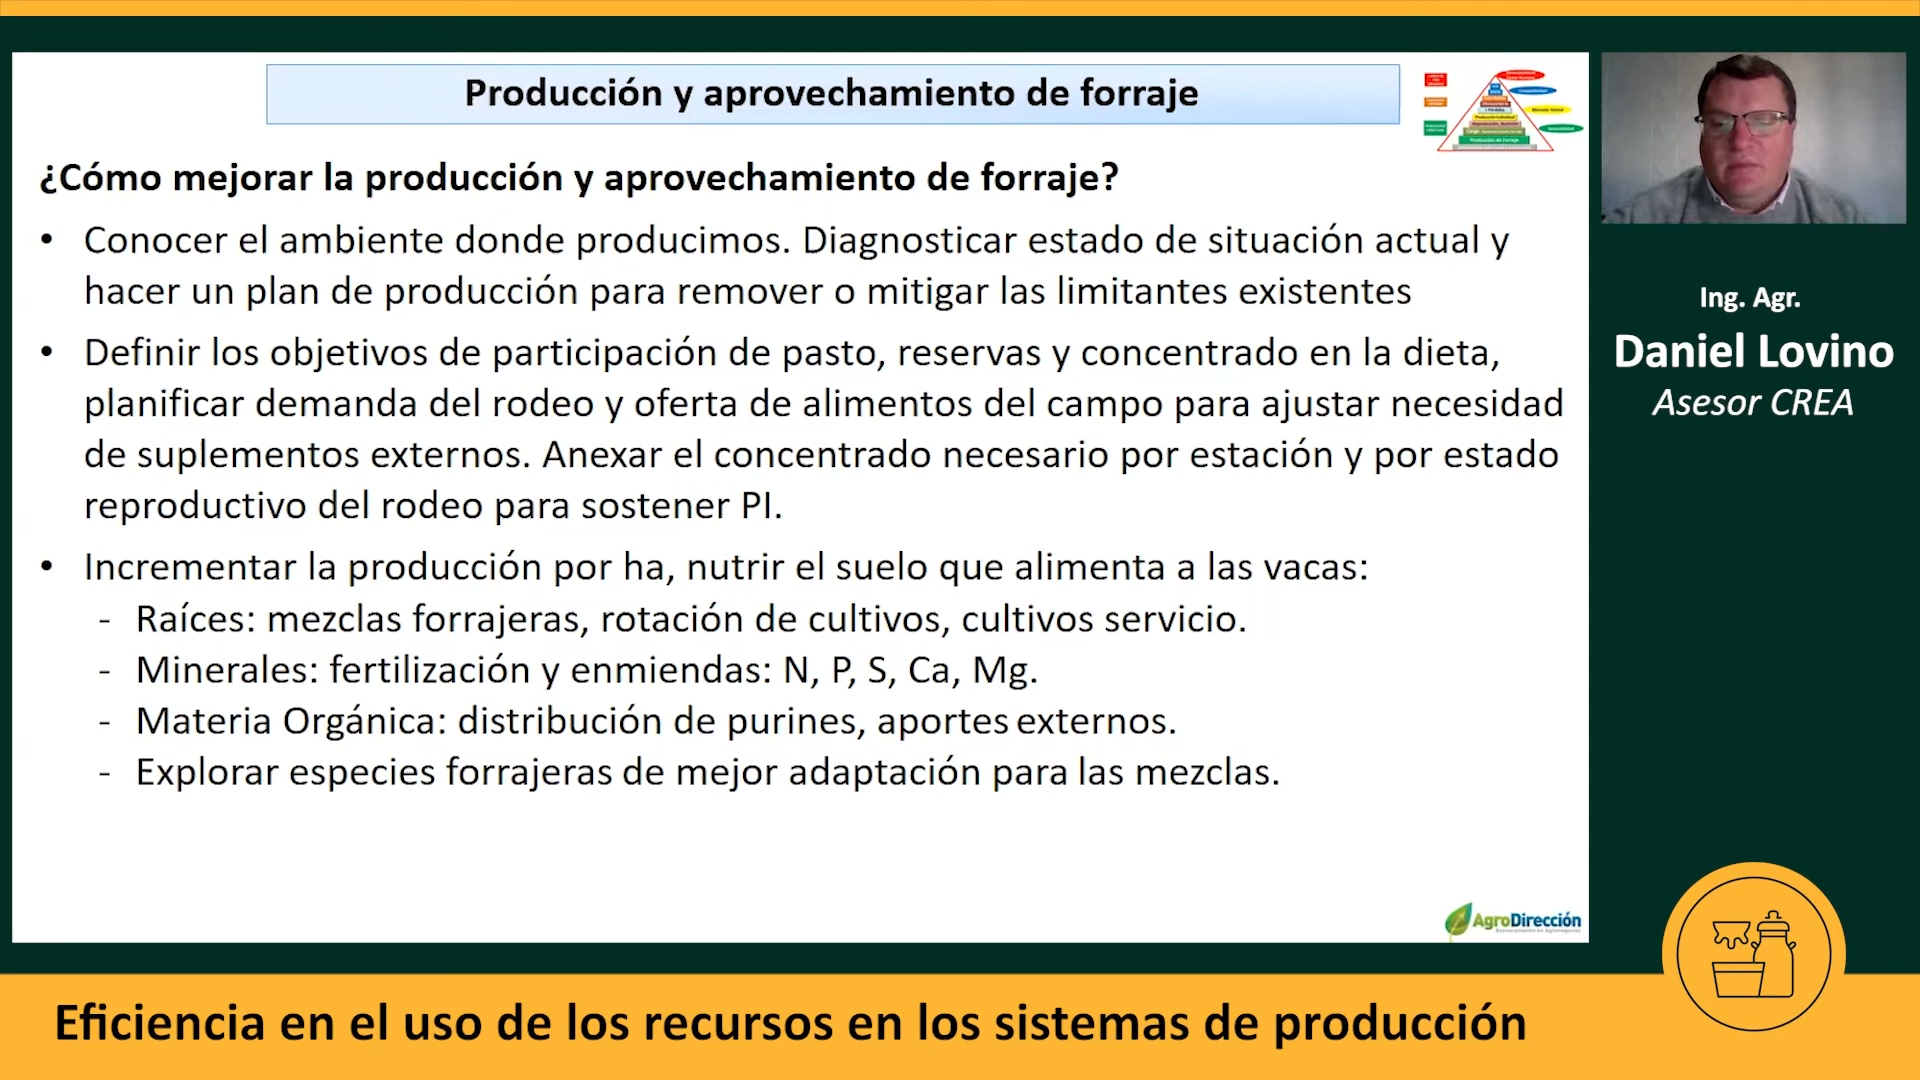 Producción y aprovechamiento de forraje
¿Cómo mejorar la producción y aprovechamiento de forraje?
• Conocer el ambiente donde producimos. Diagnosticar estado de situación actual y
hacer un plan de producción para remover o mitigar las limitantes existentes
• Definir los objetivos de participación de pasto, reservas y concentrado en la dieta,
planificar demanda del rodeo y oferta de alimentos del campo para ajustar necesidad
de suplementos externos. Anexar el concentrado necesario por estación y por estado
reproductivo del rodeo para sostener PI.
• Incrementar la producción por ha, nutrir el suelo que alimenta a las vacas:
- Raíces: mezclas forrajeras, rotación de cultivos, cultivos servicio.
- Minerales: fertilización y enmiendas: N, P, S, Ca, Mg.
- Materia Orgánica: distribución de purines, aportes externos.
- Explorar especies forrajeras de mejor adaptación para las mezclas.
AgroDirección
Ing. Agr.
Daniel Lovino
Asesor CREA
Eficiencia en el uso de los recursos en los sistemas de producción